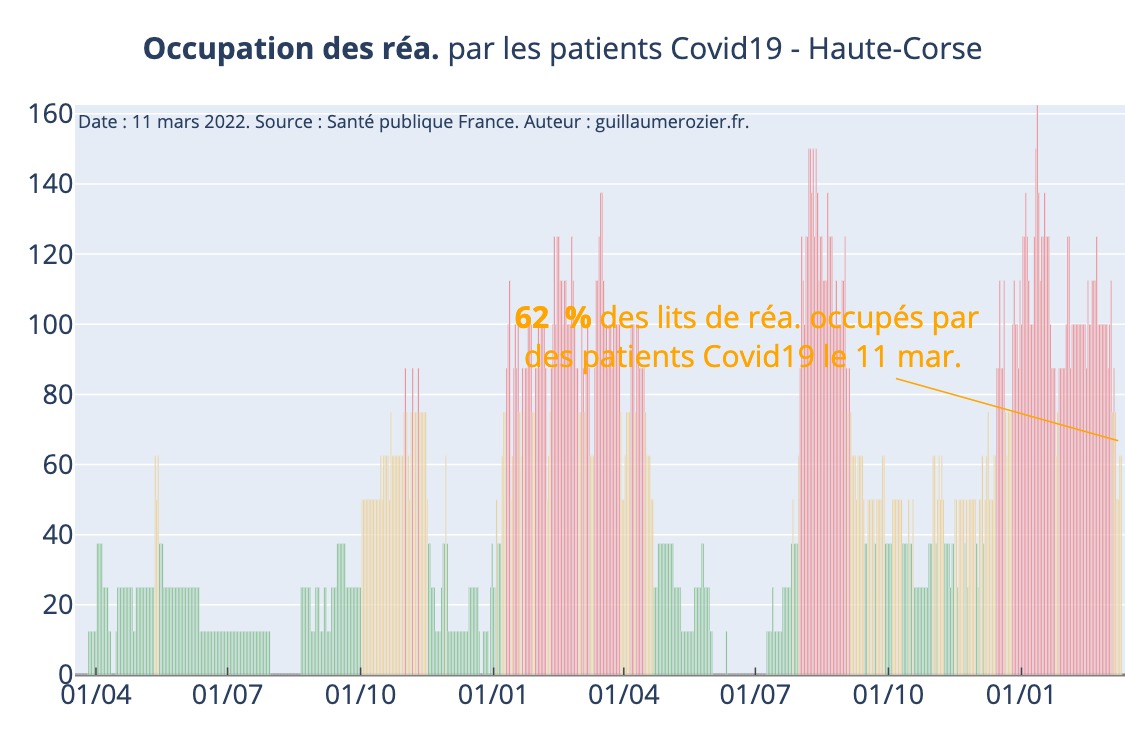 Occupation des réa. par les patients Covid19 - Haute-Corse
160
Date : 11 mars 2022. Source : Santé publique France. Auteur : guillaumerozier.fr.
140
120
100
62 % des lits de réa. occupés par
des patients Covid19 le 11 mar.
80
60
40
20
0
01/04 01/07 01/10 01/01 01/04 01/07 01/10 01/01